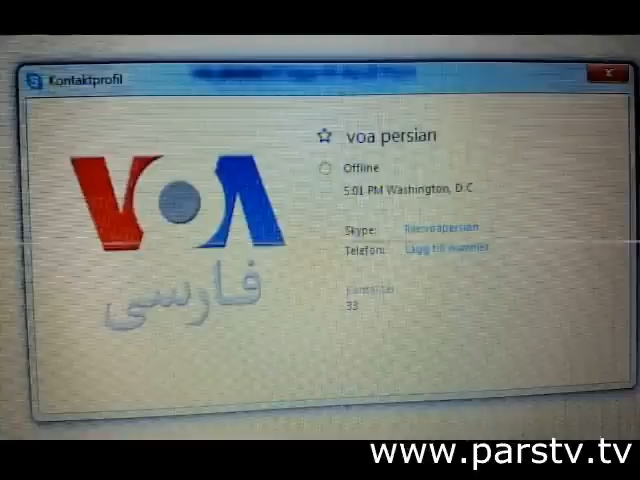 Kontaktprofil
VOA
فارسی
voa persian
Offline
5:01 PM Washington, D.C
Skype:
Telefon: Lägg till nummer
Kontakter
33
www.parstv.tv